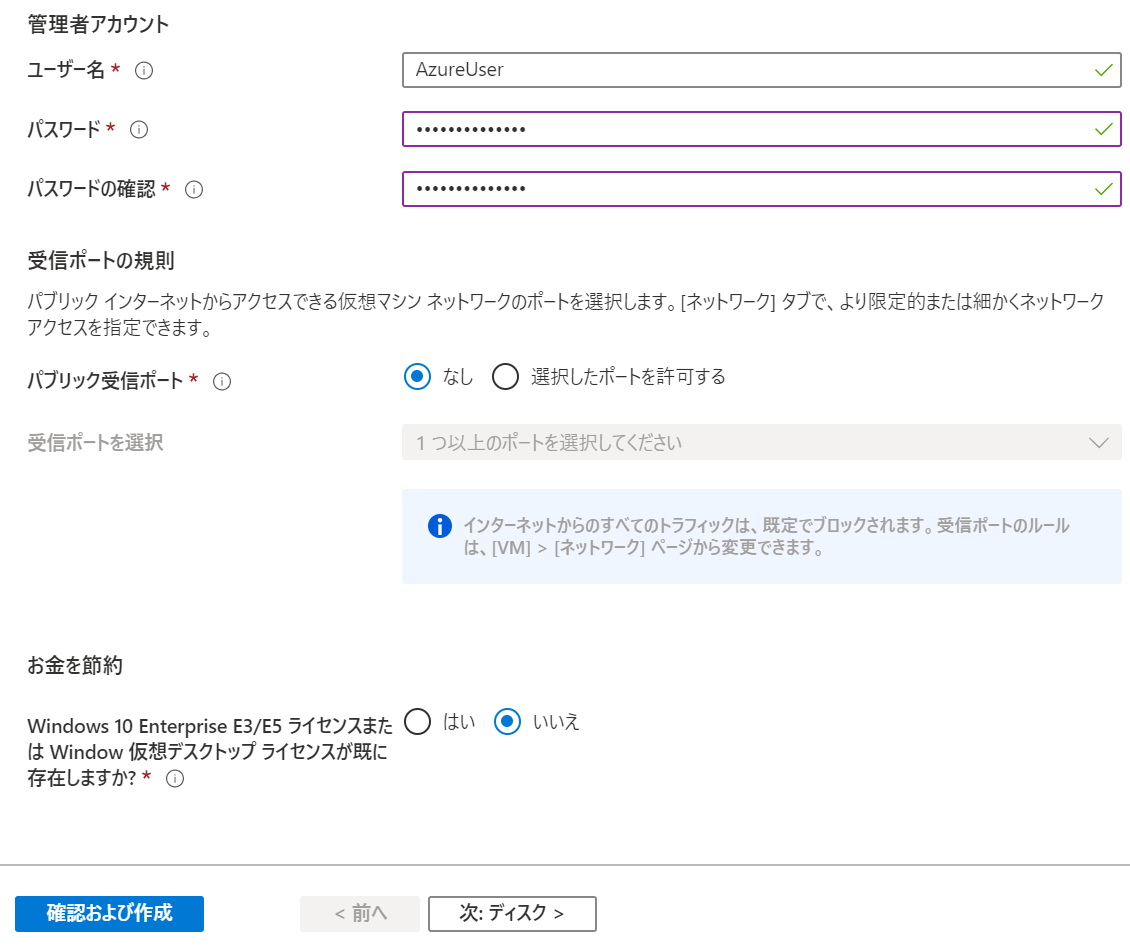 管理者アカウント
ユーザー名 *
AzureUser
パスワード *
••••••••••••••
パスワードの確認 *
••••••••••••••
受信ポートの規則
パブリック インターネットからアクセスできる仮想マシン ネットワークのポートを選択します。[ネットワーク] タブで、より限定的または細かくネットワーク
アクセスを指定できます。
パブリック受信ポート *
なし
選択したポートを許可する
受信ポートを選択
1 つ以上のポートを選択してください
インターネットからのすべてのトラフィックは、既定でブロックされます。受信ポートのルール
は、[VM] > [ネットワーク] ページから変更できます。
お金を節約
Windows 10 Enterprise E3/E5 ライセンスまた
は Window 仮想デスクトップ ライセンスが既に
存在しますか? *
はい
いいえ
確認および作成
< 前へ
次: ディスク >